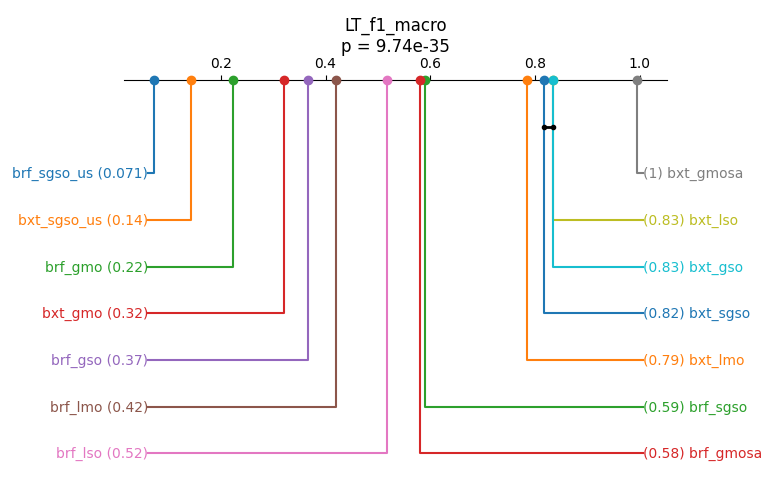 LT_f1_macro
p = 9.74e-35
0.2 0.4 0.6 0.8 1.0
brf_sgso_us (0.071) (1) bxt_gmosa
bxt_sgso_us (0.14) (0.83) bxt_lso
brf_gmo (0.22) (0.83) bxt_gso
bxt_gmo (0.32) (0.82) bxt_sgso
brf_gso (0.37) (0.79) bxt_lmo
brf_lmo (0.42) (0.59) brf_sgso
brf_lso (0.52) (0.58) brf_gmosa